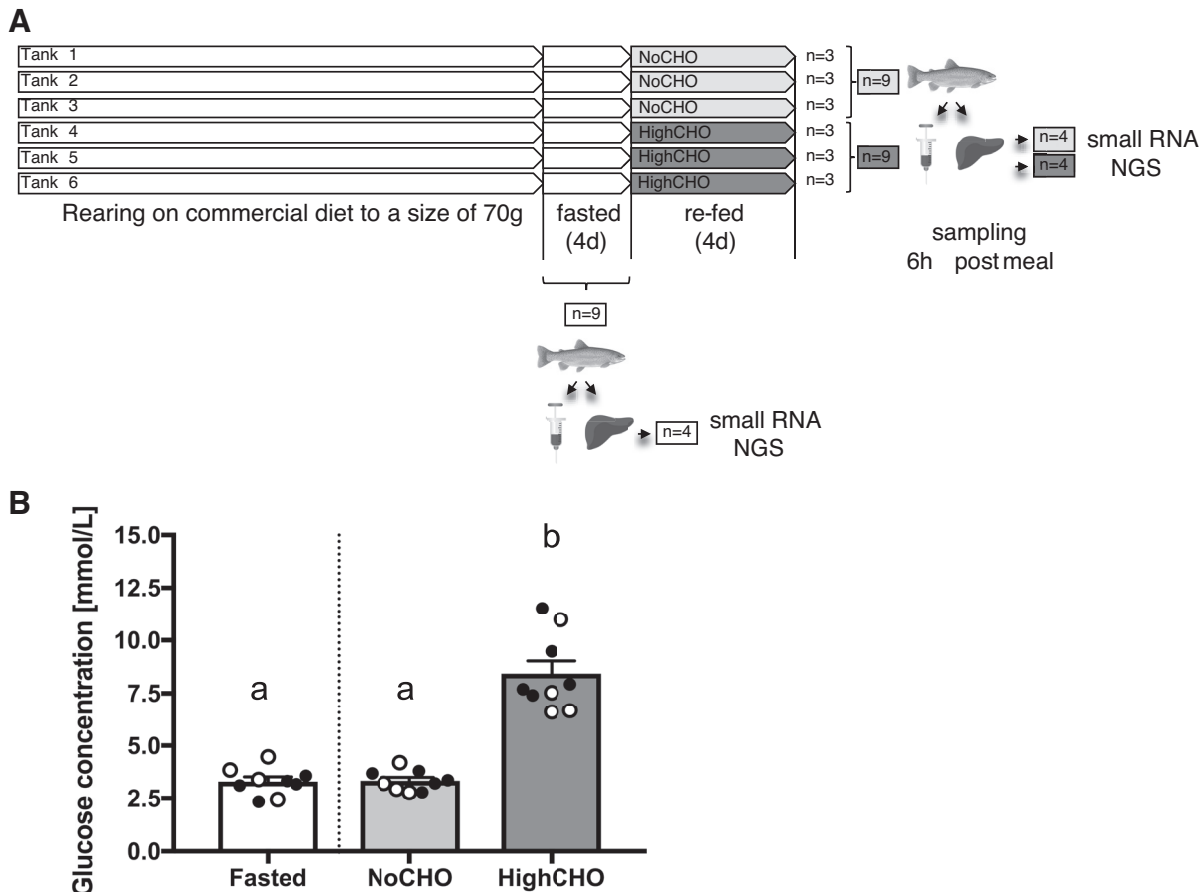 A
Tank 1 NoCHO n=3
Tank 2 NoCHO n=3
Tank 3 NoCHO n=3
n=9
Tank 4 HighCHO n=3
Tank 5 HighCHO n=3
Tank 6 HighCHO n=3
n=9
n=4
n=4
small RNA
NGS
Rearing on commercial diet to a size of 70g
fasted
(4d)
re-fed
(4d)
sampling
6h post meal
n=9
n=4
small RNA
NGS
B
Glucose concentration [mmol/L]
15.0
12.5
10.0
7.5
5.0
2.5
0.0
a
a
b
Fasted NoCHO HighCHO